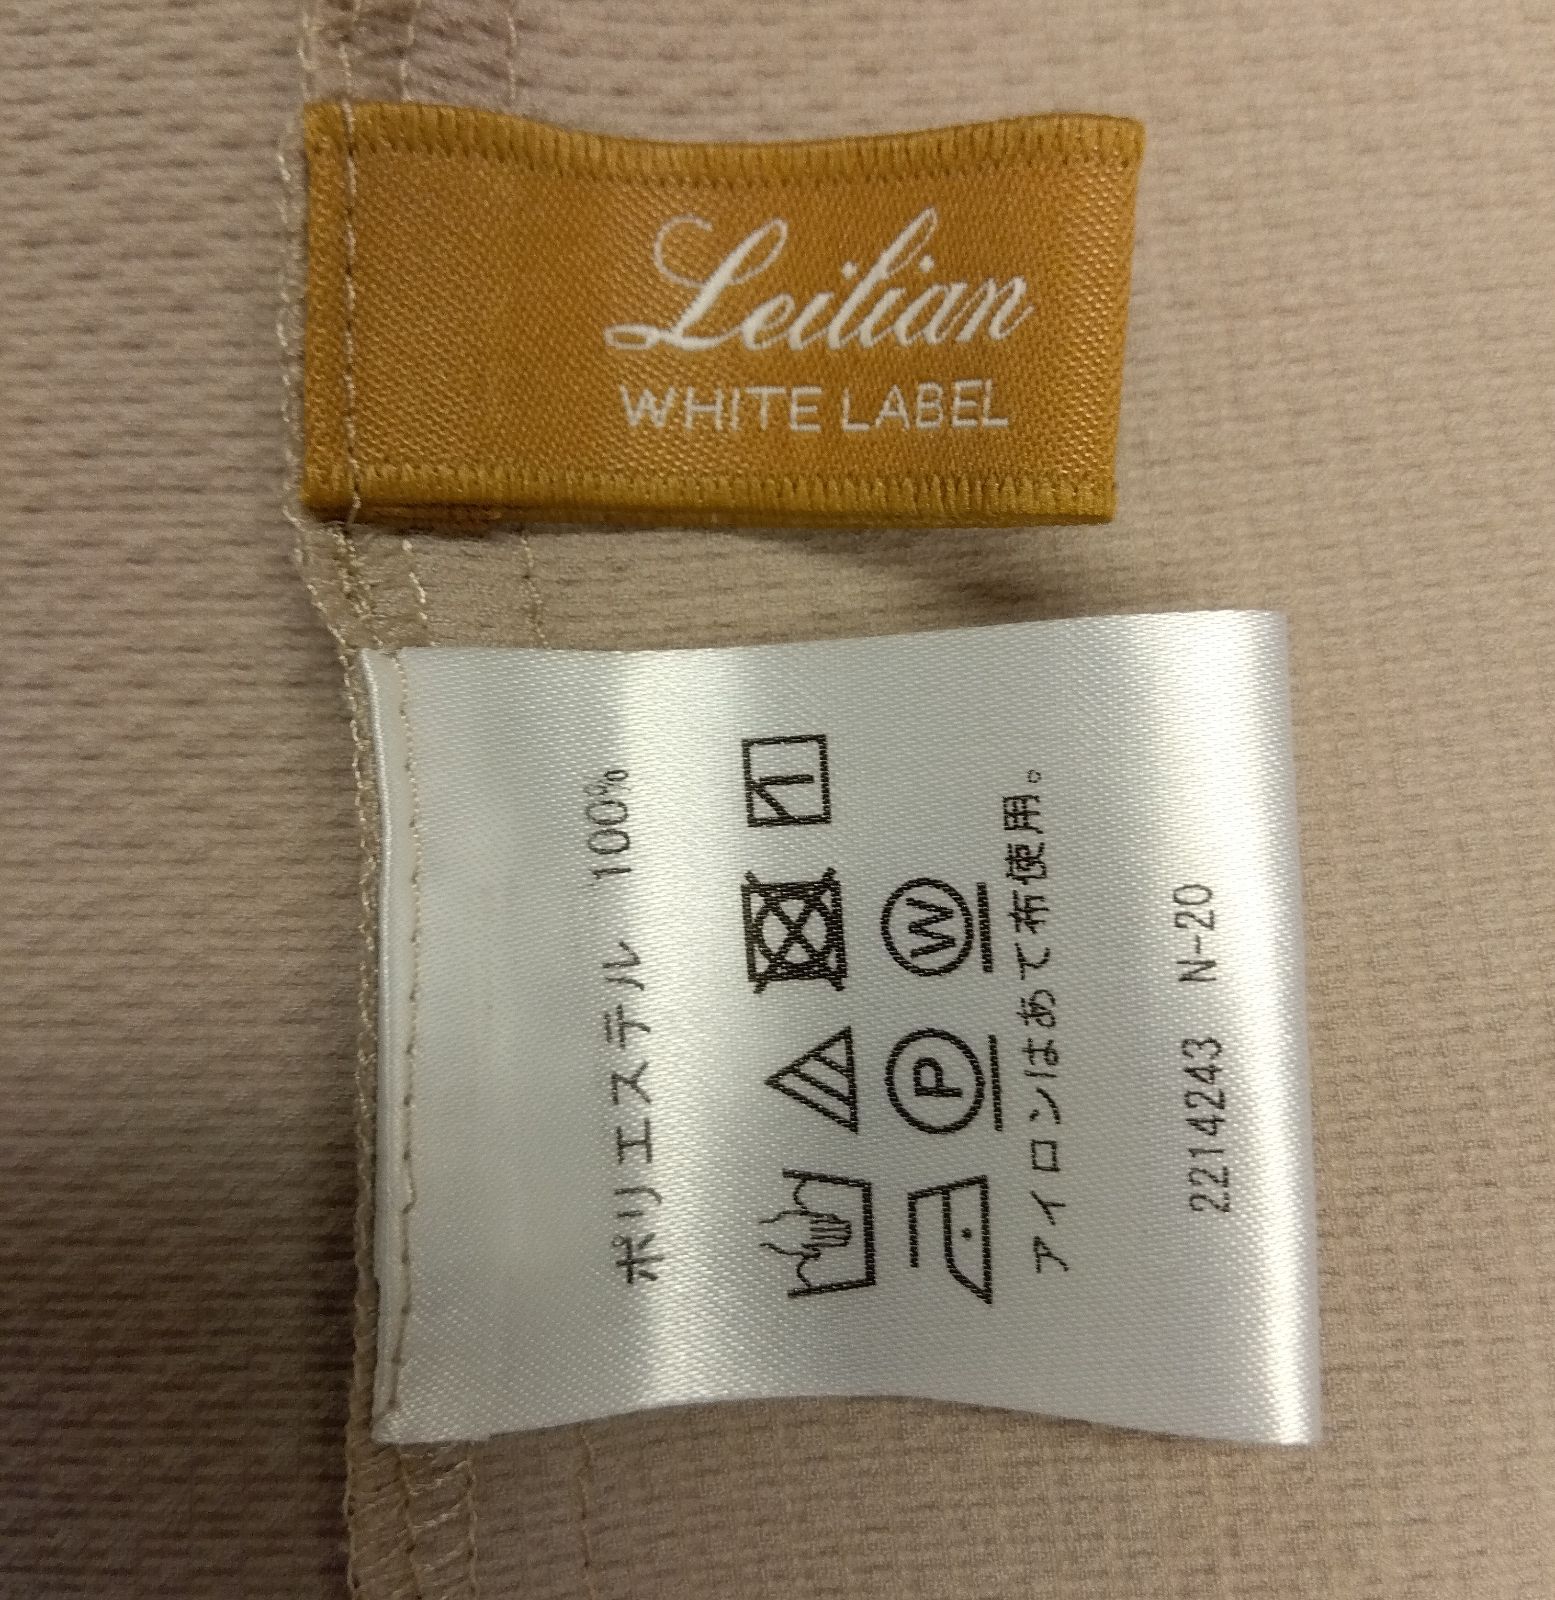 Leilian
WHITE LABEL
ポリエステル 100%
P
W
アイロンはあて布使用。
2214243 N-20